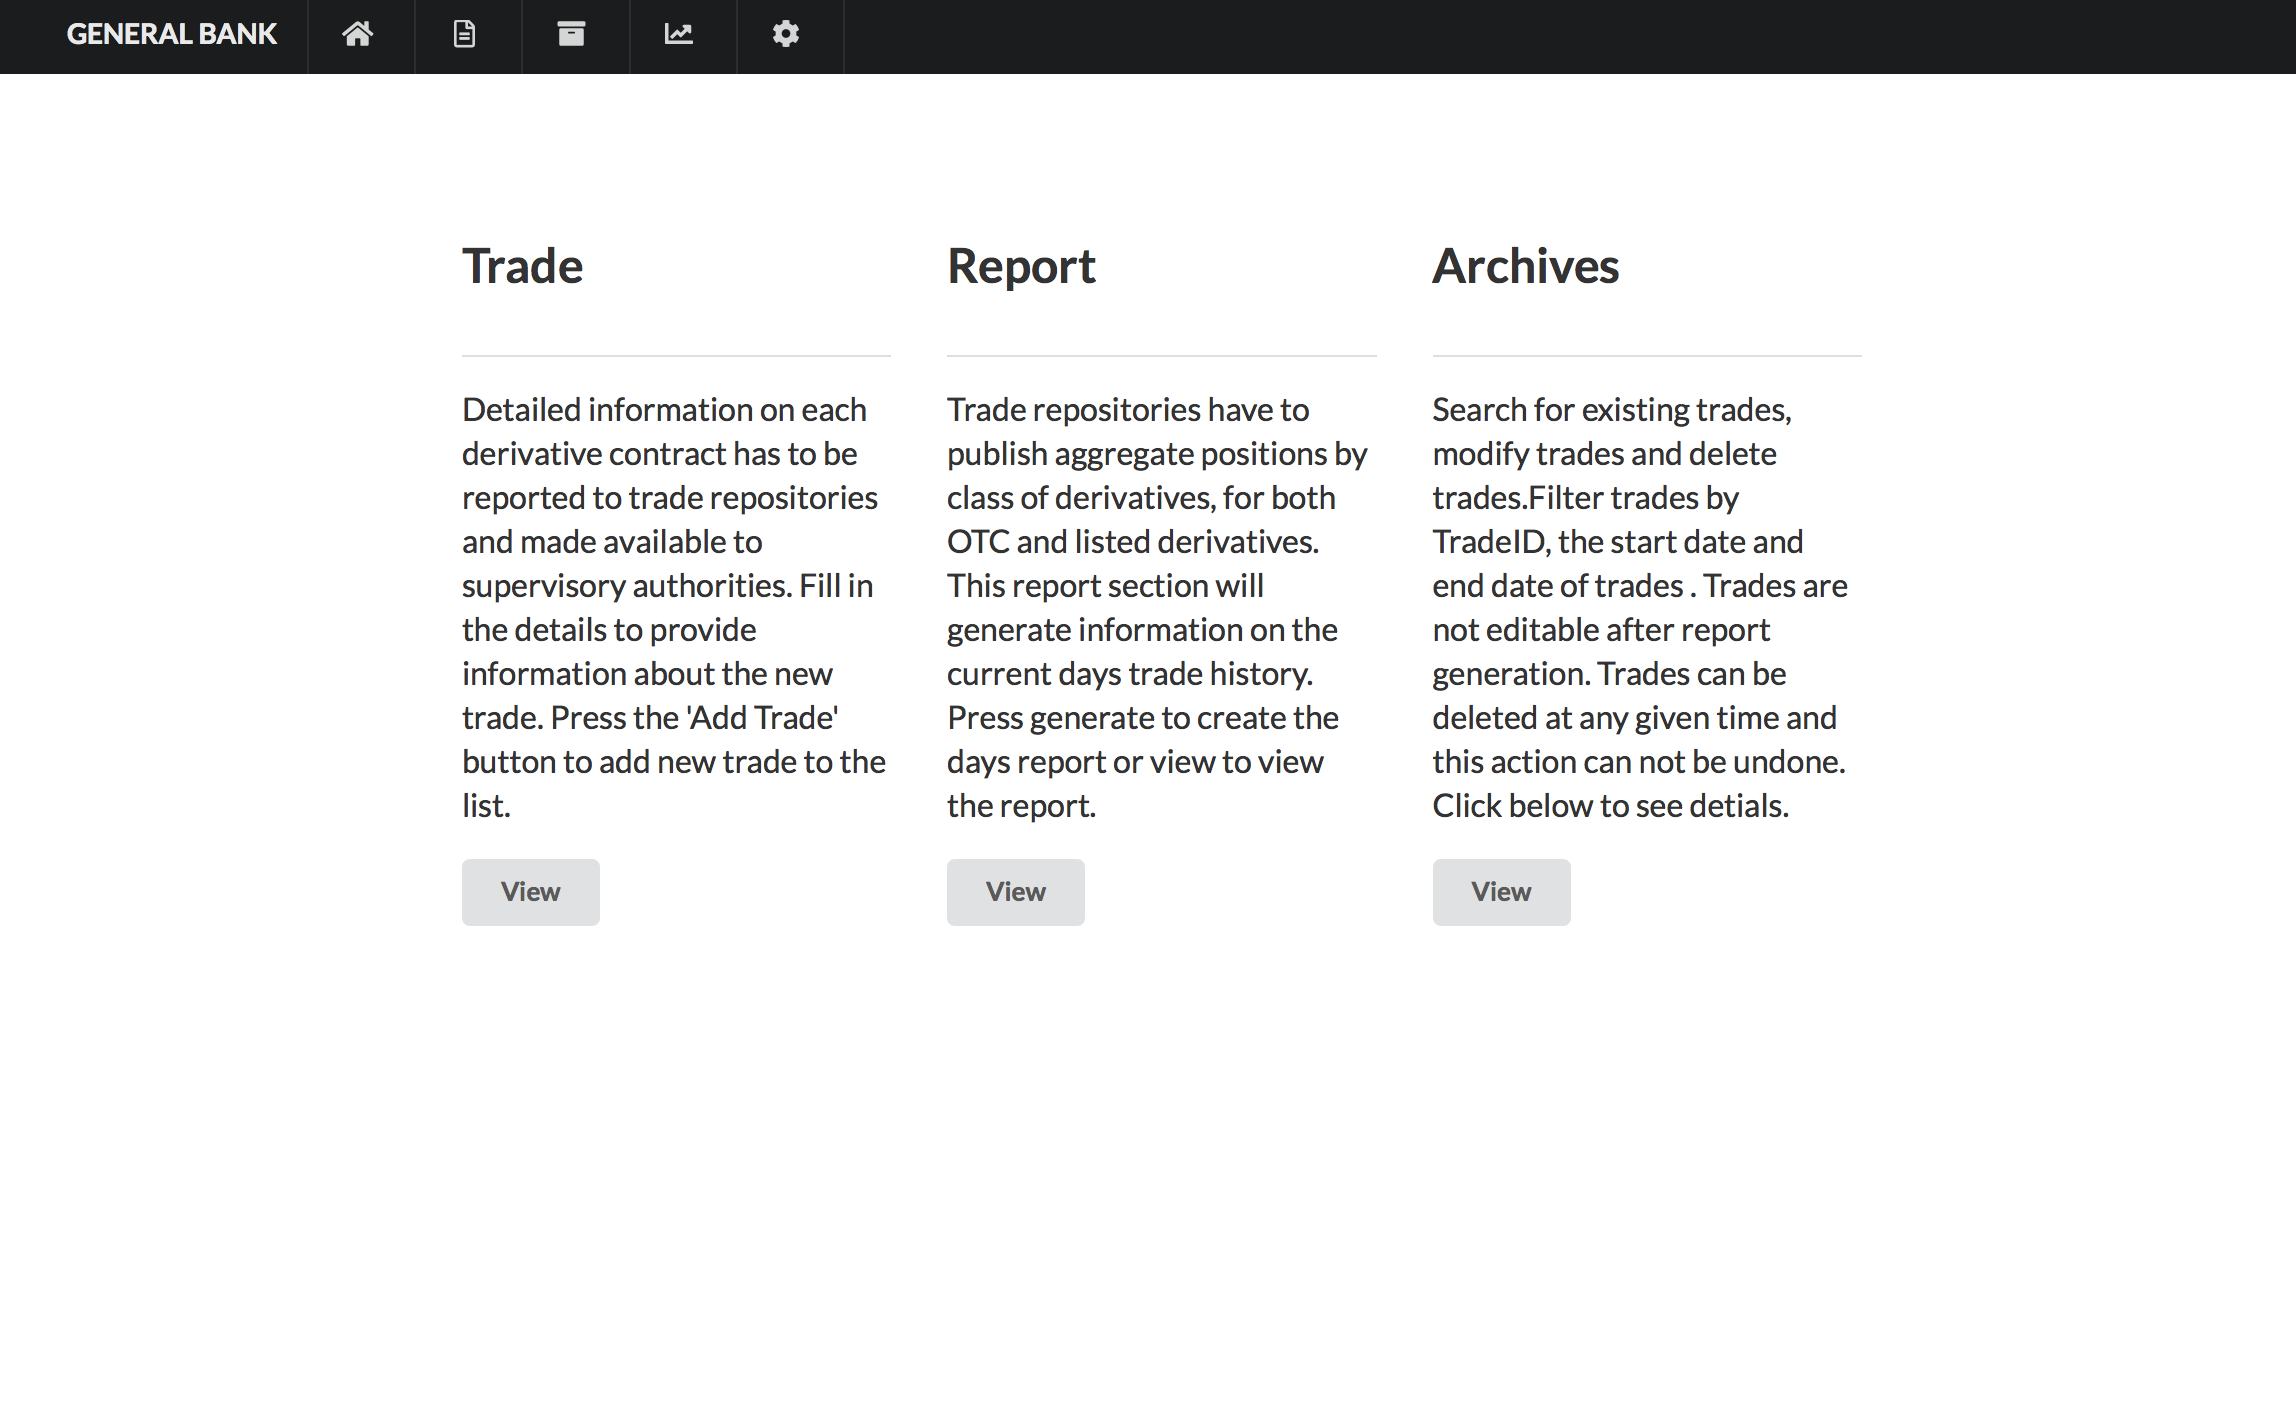 GENERAL BANK
Trade
Detailed information on each
derivative contract has to be
reported to trade repositories
and made available to
supervisory authorities. Fill in
the details to provide
information about the new
trade. Press the 'Add Trade'
button to add new trade to the
list.
View
Report
Trade repositories have to
publish aggregate positions by
class of derivatives, for both
OTC and listed derivatives.
This report section will
generate information on the
current days trade history.
Press generate to create the
days report or view to view
the report.
View
Archives
Search for existing trades,
modify trades and delete
trades.Filter trades by
TradeID, the start date and
end date of trades . Trades are
not editable after report
generation. Trades can be
deleted at any given time and
this action can not be undone.
Click below to see detials.
View